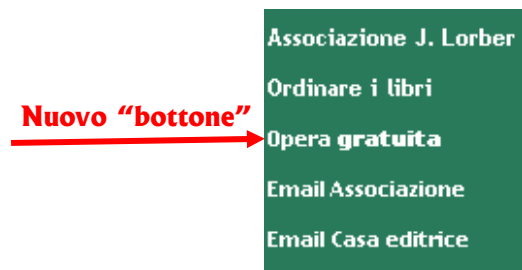 Associazione J. Lorber
Ordinare i libri
Nuovo “bottone”
Opera gratuita
Email Associazione
Email Casa editrice